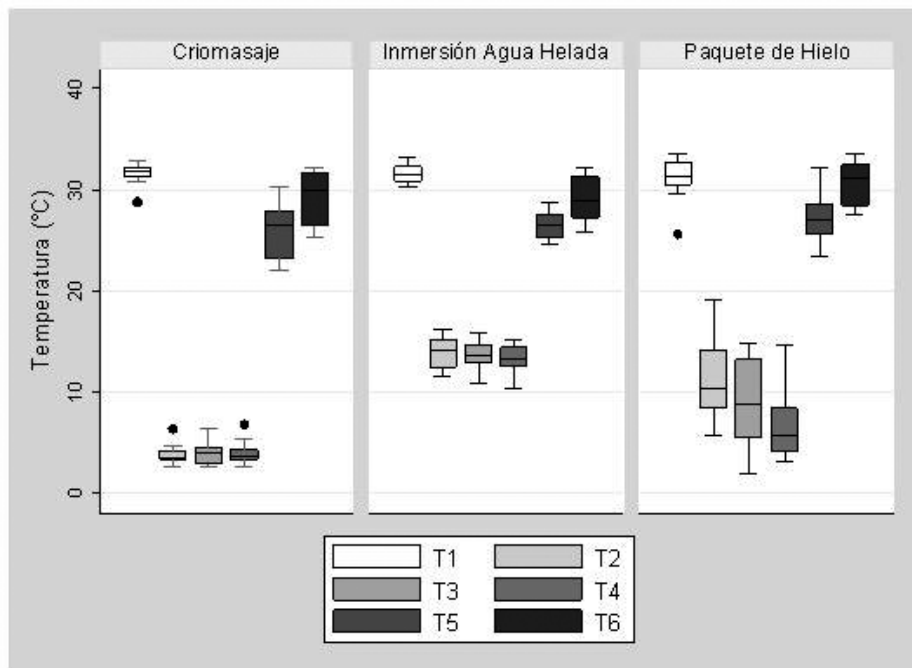 Criomasaje
Inmersión Agua Helada
Paquete de Hielo
Temperatura (°C)
40
30
20
10
0
T1
T2
T3
T4
T5
T6